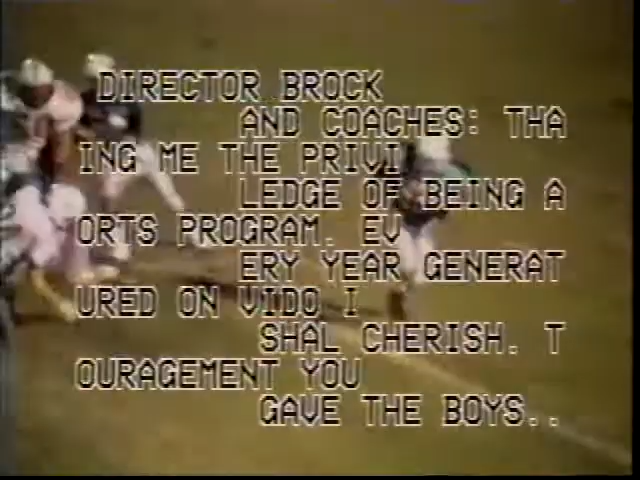 DIRECTOR BROCK
AND COACHES: THA
ING ME THE PRIVI
LEDGE OF BEING A
ORTS PROGRAM. EV
ERY YEAR GENERAT
URED ON VIDO I
SHAL CHERISH. T
OURAGEMENT YOU
GAVE THE BOYS..